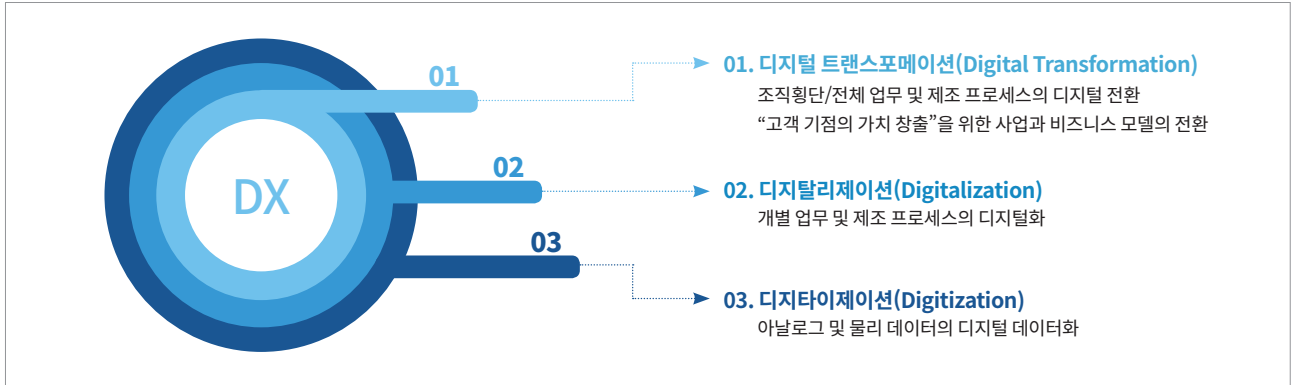 DX
01
01. 디지털 트랜스포메이션(Digital Transformation)
조직횡단/전체 업무 및 제조 프로세스의 디지털 전환
“고객 기점의 가치 창출”을 위한 사업과 비즈니스 모델의 전환
02
02. 디지탈리제이션(Digitalization)
개별 업무 및 제조 프로세스의 디지털화
03
03. 디지타이제이션(Digitization)
아날로그 및 물리 데이터의 디지털 데이터화